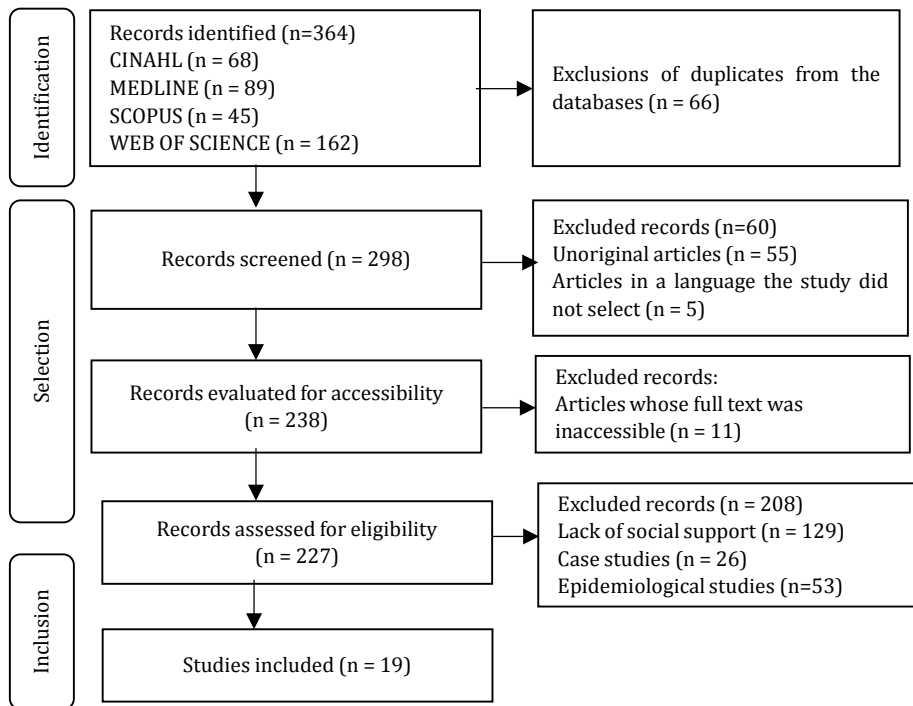 Identification
Records identified (n=364)
CINAHL (n = 68)
MEDLINE (n = 89)
SCOPUS (n = 45)
WEB OF SCIENCE (n = 162)
Exclusions of duplicates from the
databases (n = 66)
Selection
Records screened (n = 298)
Excluded records (n=60)
Unoriginal articles (n = 55)
Articles in a language the study did
not select (n = 5)
Records evaluated for accessibility
(n = 238)
Excluded records:
Articles whose full text was
inaccessible (n = 11)
Records assessed for eligibility
(n = 227)
Excluded records (n = 208)
Lack of social support (n = 129)
Case studies (n = 26)
Epidemiological studies (n=53)
Inclusion
Studies included (n = 19)